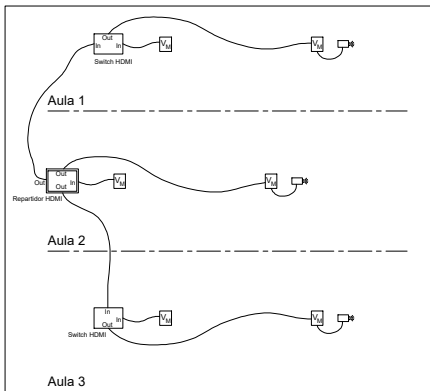 Out
In In
Switch HDMI
V_M
V_M
Aula 1
Out
Out In
Out
Repartidor HDMI
V_M
V_M
Aula 2
In
In
Out
Switch HDMI
V_M
V_M
Aula 3